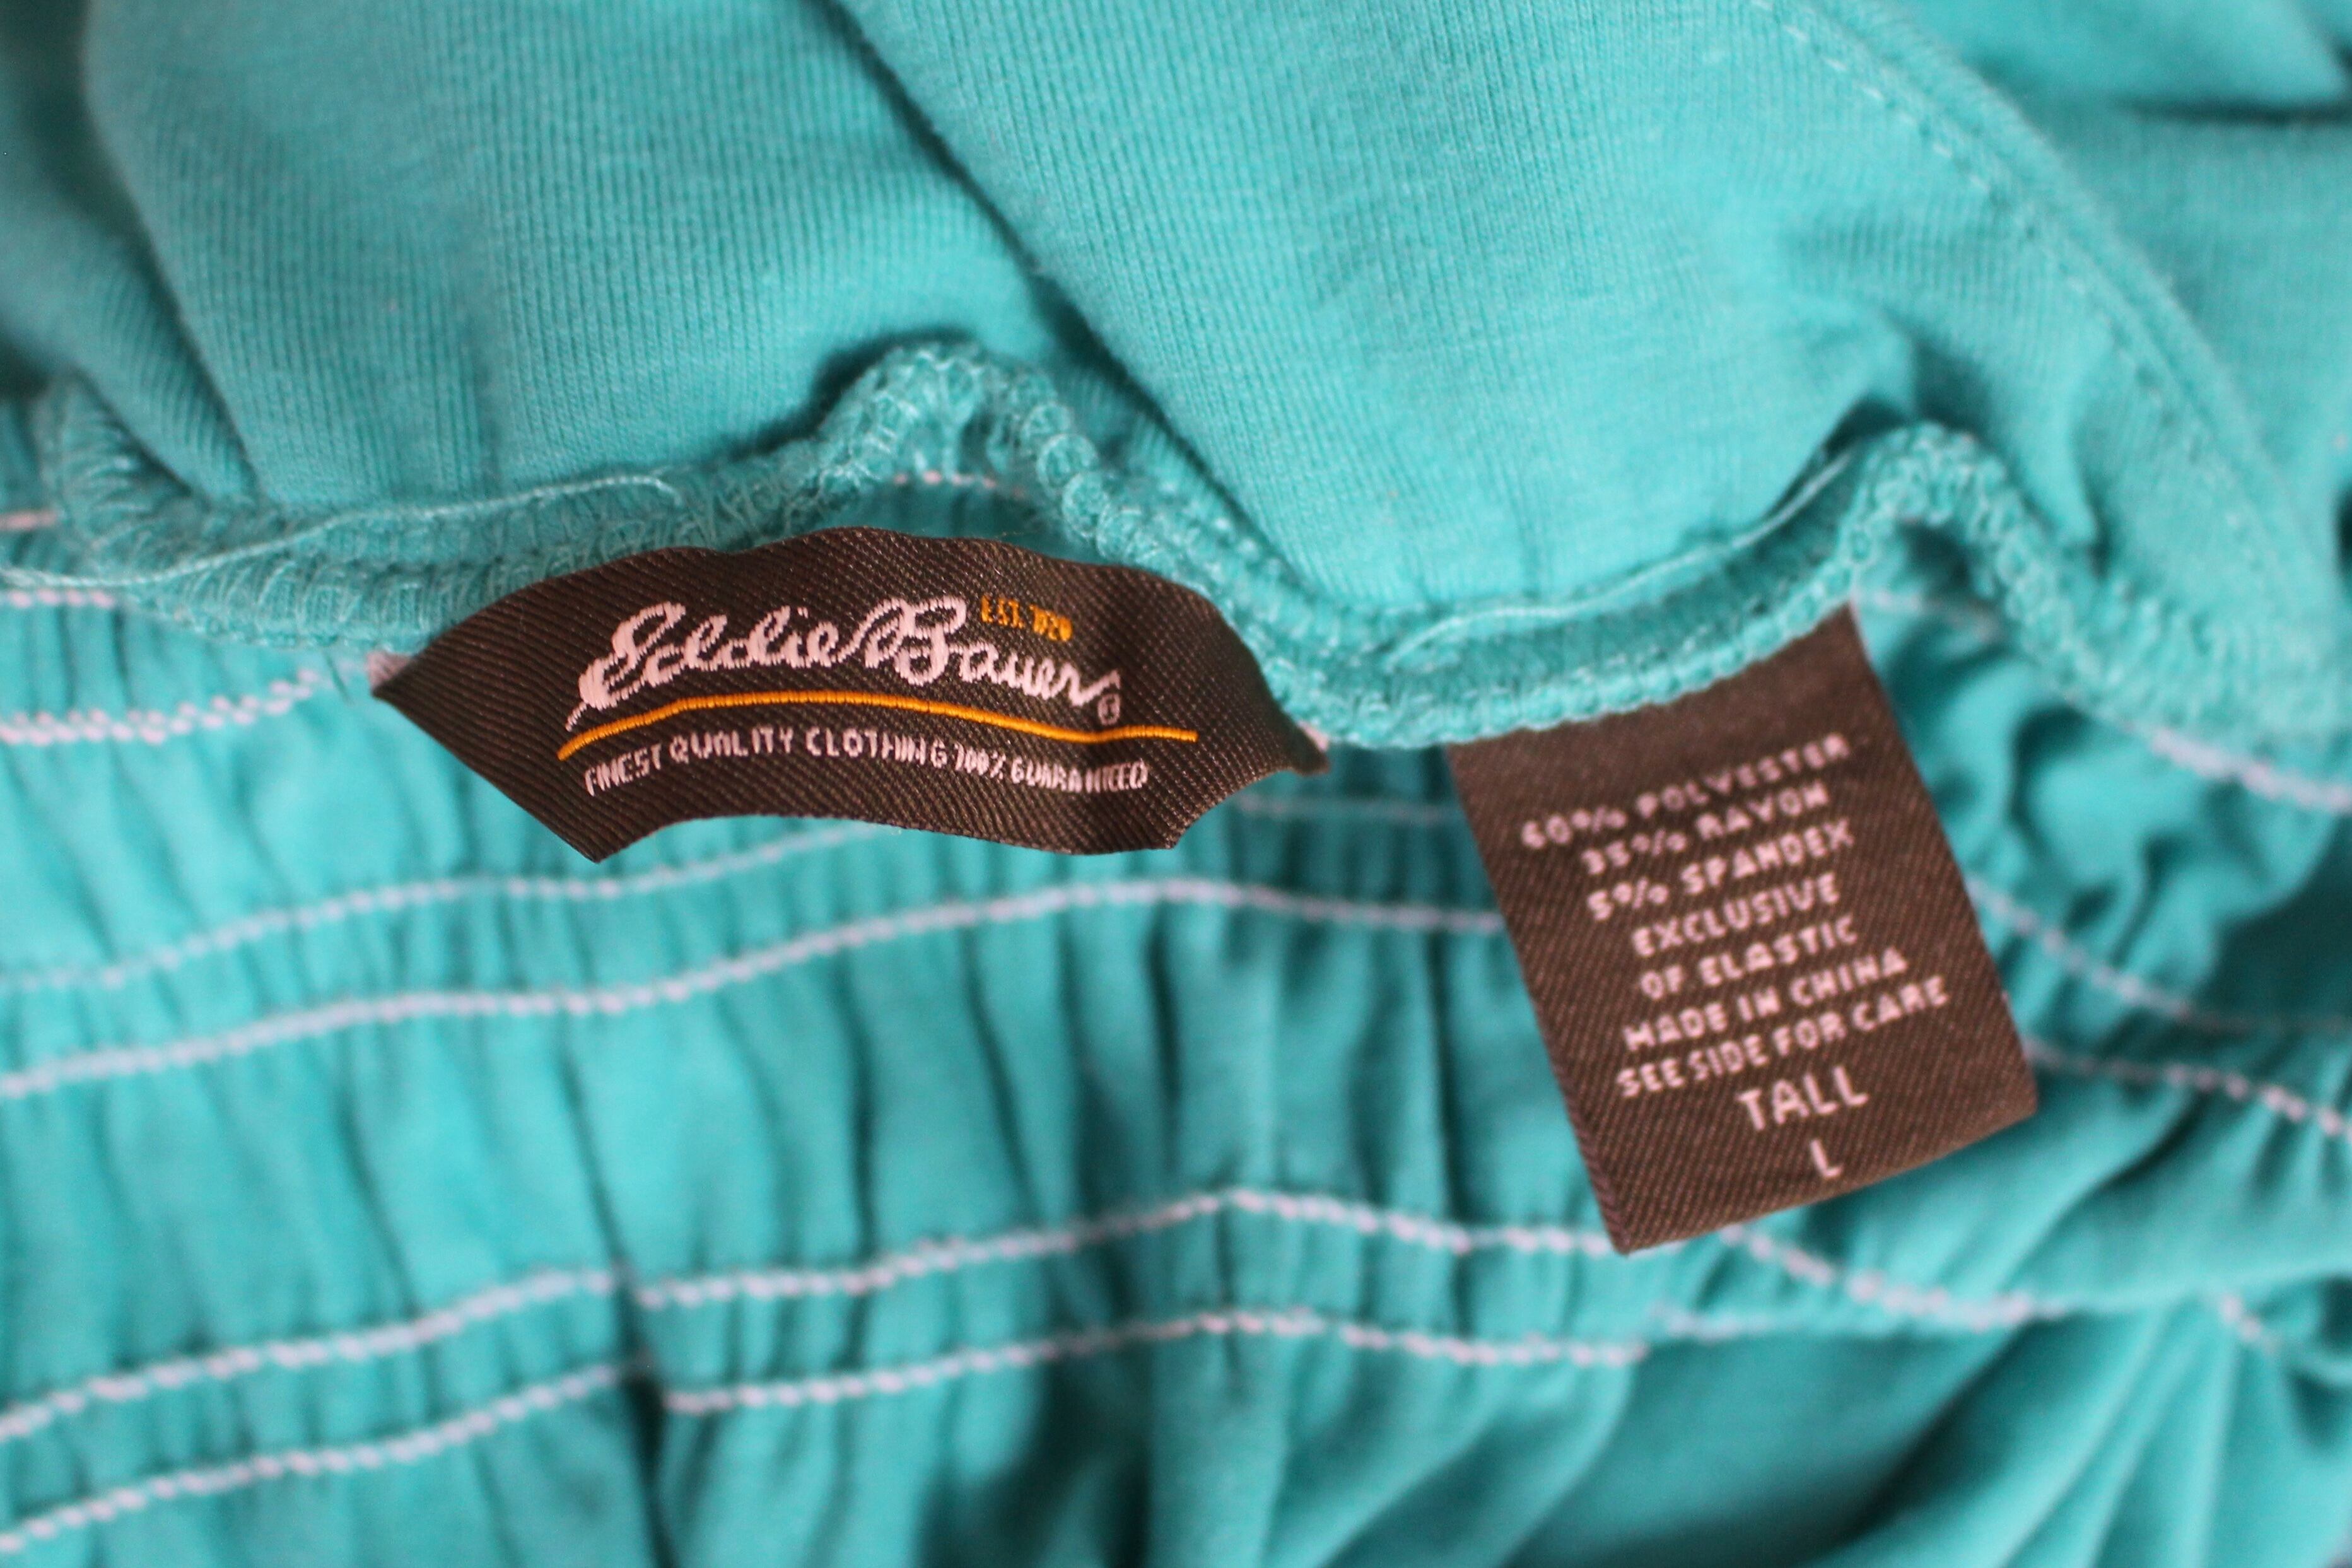 Eddie Bauer®
EST. 1920
FINEST QUALITY CLOTHING 100% GUARANTEED
60% POLYESTER
35% RAYON
5% SPANDEX
EXCLUSIVE
OF ELASTIC
MADE IN CHINA
SEE SIDE FOR CARE
TALL
L